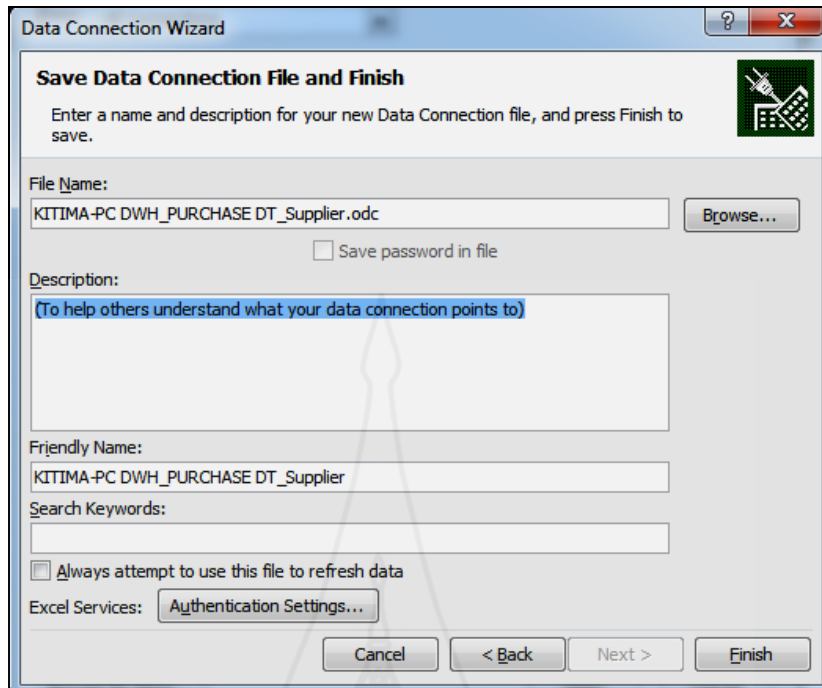 Data Connection Wizard
Save Data Connection File and Finish
Enter a name and description for your new Data Connection file, and press Finish to
save.
File Name:
KITIMA-PC DWH_PURCHASE DT_Supplier.odc
Browse...
Save password in file
Description:
(To help others understand what your data connection points to)
Friendly Name:
KITIMA-PC DWH_PURCHASE DT_Supplier
Search Keywords:
Always attempt to use this file to refresh data
Excel Services: Authentication Settings...
Cancel < Back Next > Finish